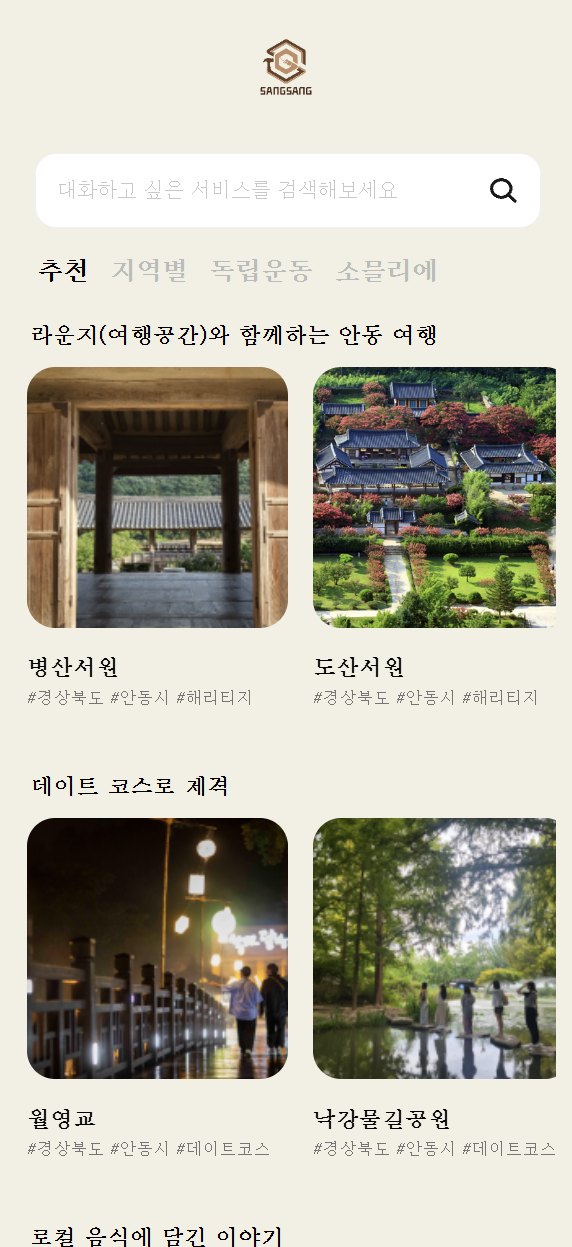 SANGSANG
대화하고 싶은 서비스를 검색해보세요
추천 지역별 독립운동 소믈리에
라운지(여행공간)와 함께하는 안동 여행
병산서원 도산서원
#경상북도 #안동시 #해리티지 #경상북도 #안동시 #해리티지
데이트 코스로 제격
월영교 낙강물길공원
#경상북도 #안동시 #데이트코스 #경상북도 #안동시 #데이트코스
로컬 음식에 담긴 이야기